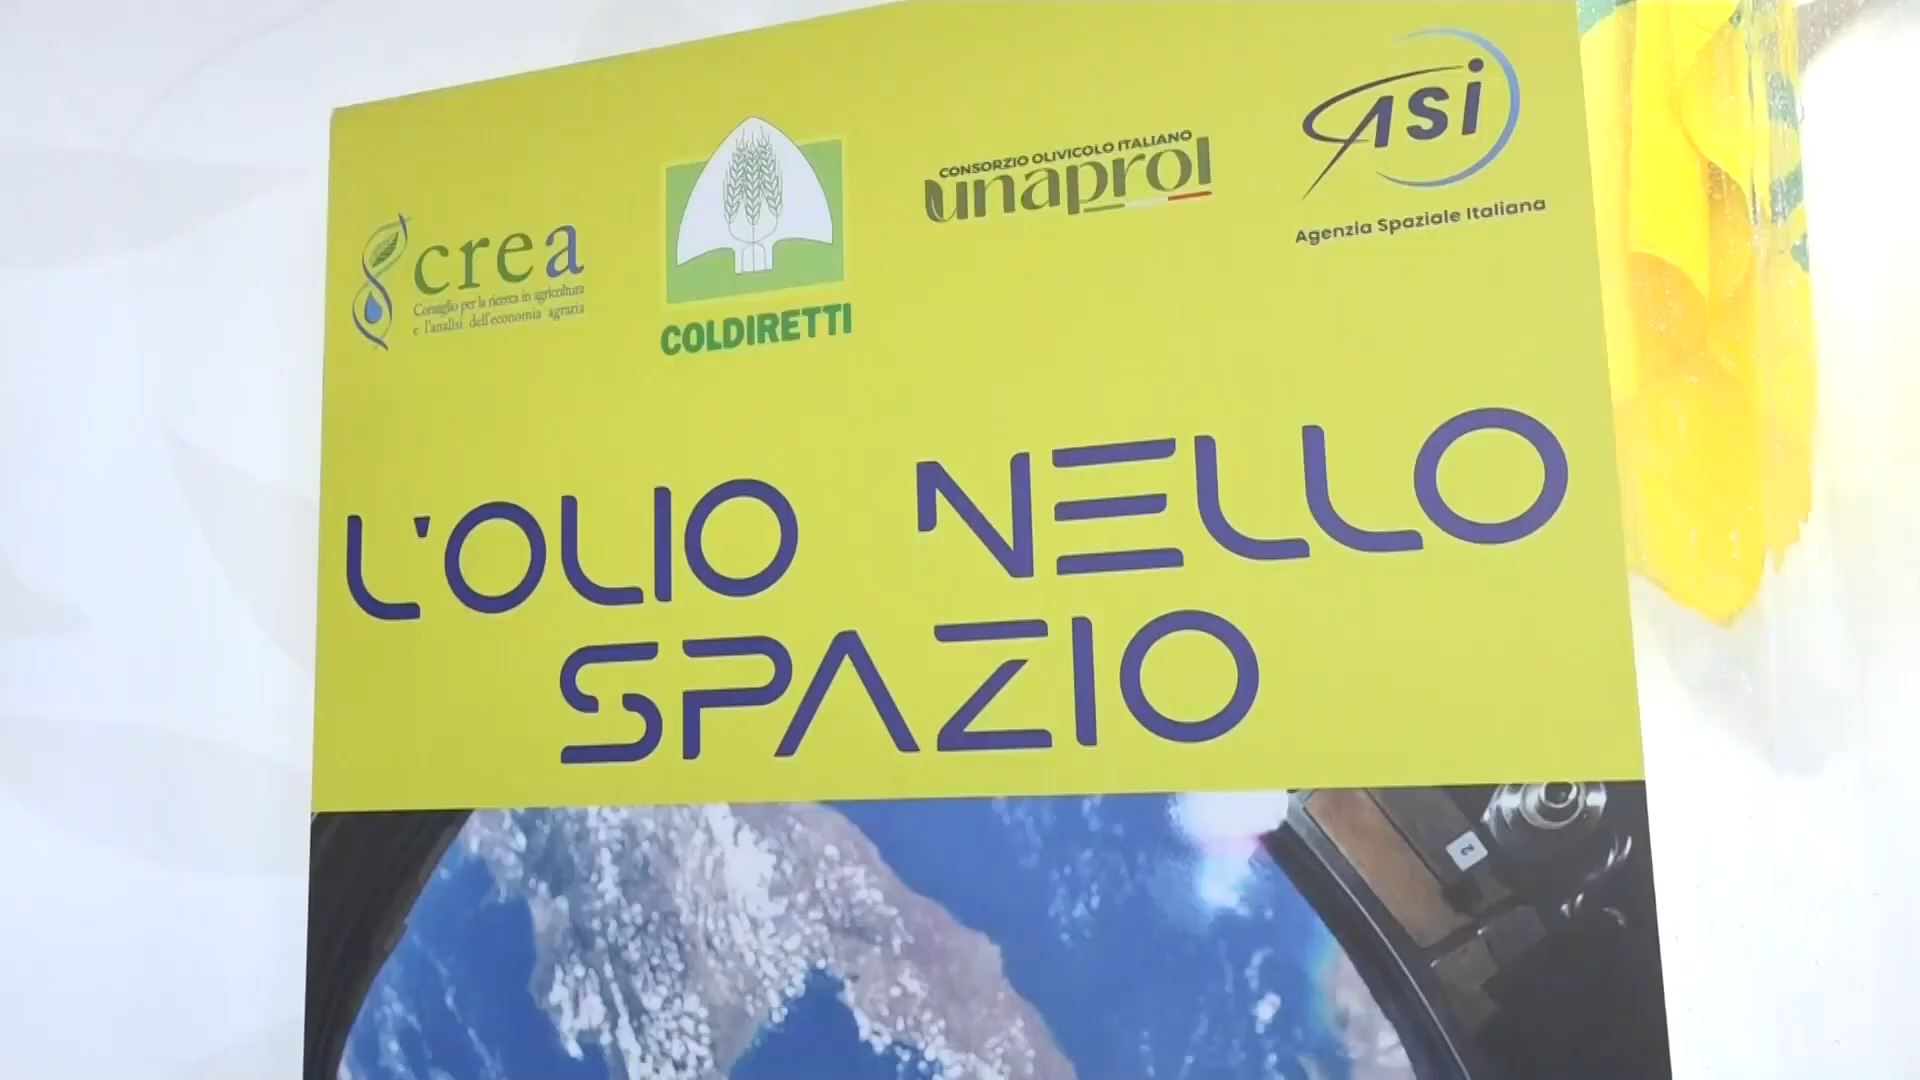 crea
Consiglio per la ricerca in agricoltura
e l'analisi dell'economia agraria
COLDIRETTI
CONSORZIO OLIVICOLO ITALIANO
unaprol
ASI
Agenzia Spaziale Italiana
L'OLIO NELLO
SPAZIO
2